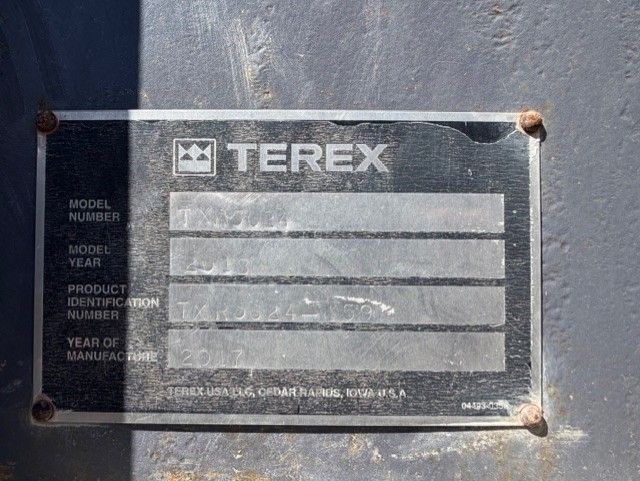 TEREX
MODEL
NUMBER
MODEL
YEAR
PRODUCT
IDENTIFICATION
NUMBER
YEAR OF
MANUFACTURE 2017
TEREX USA LLC, CEDAR RAPIDS, IOWA U.S.A.